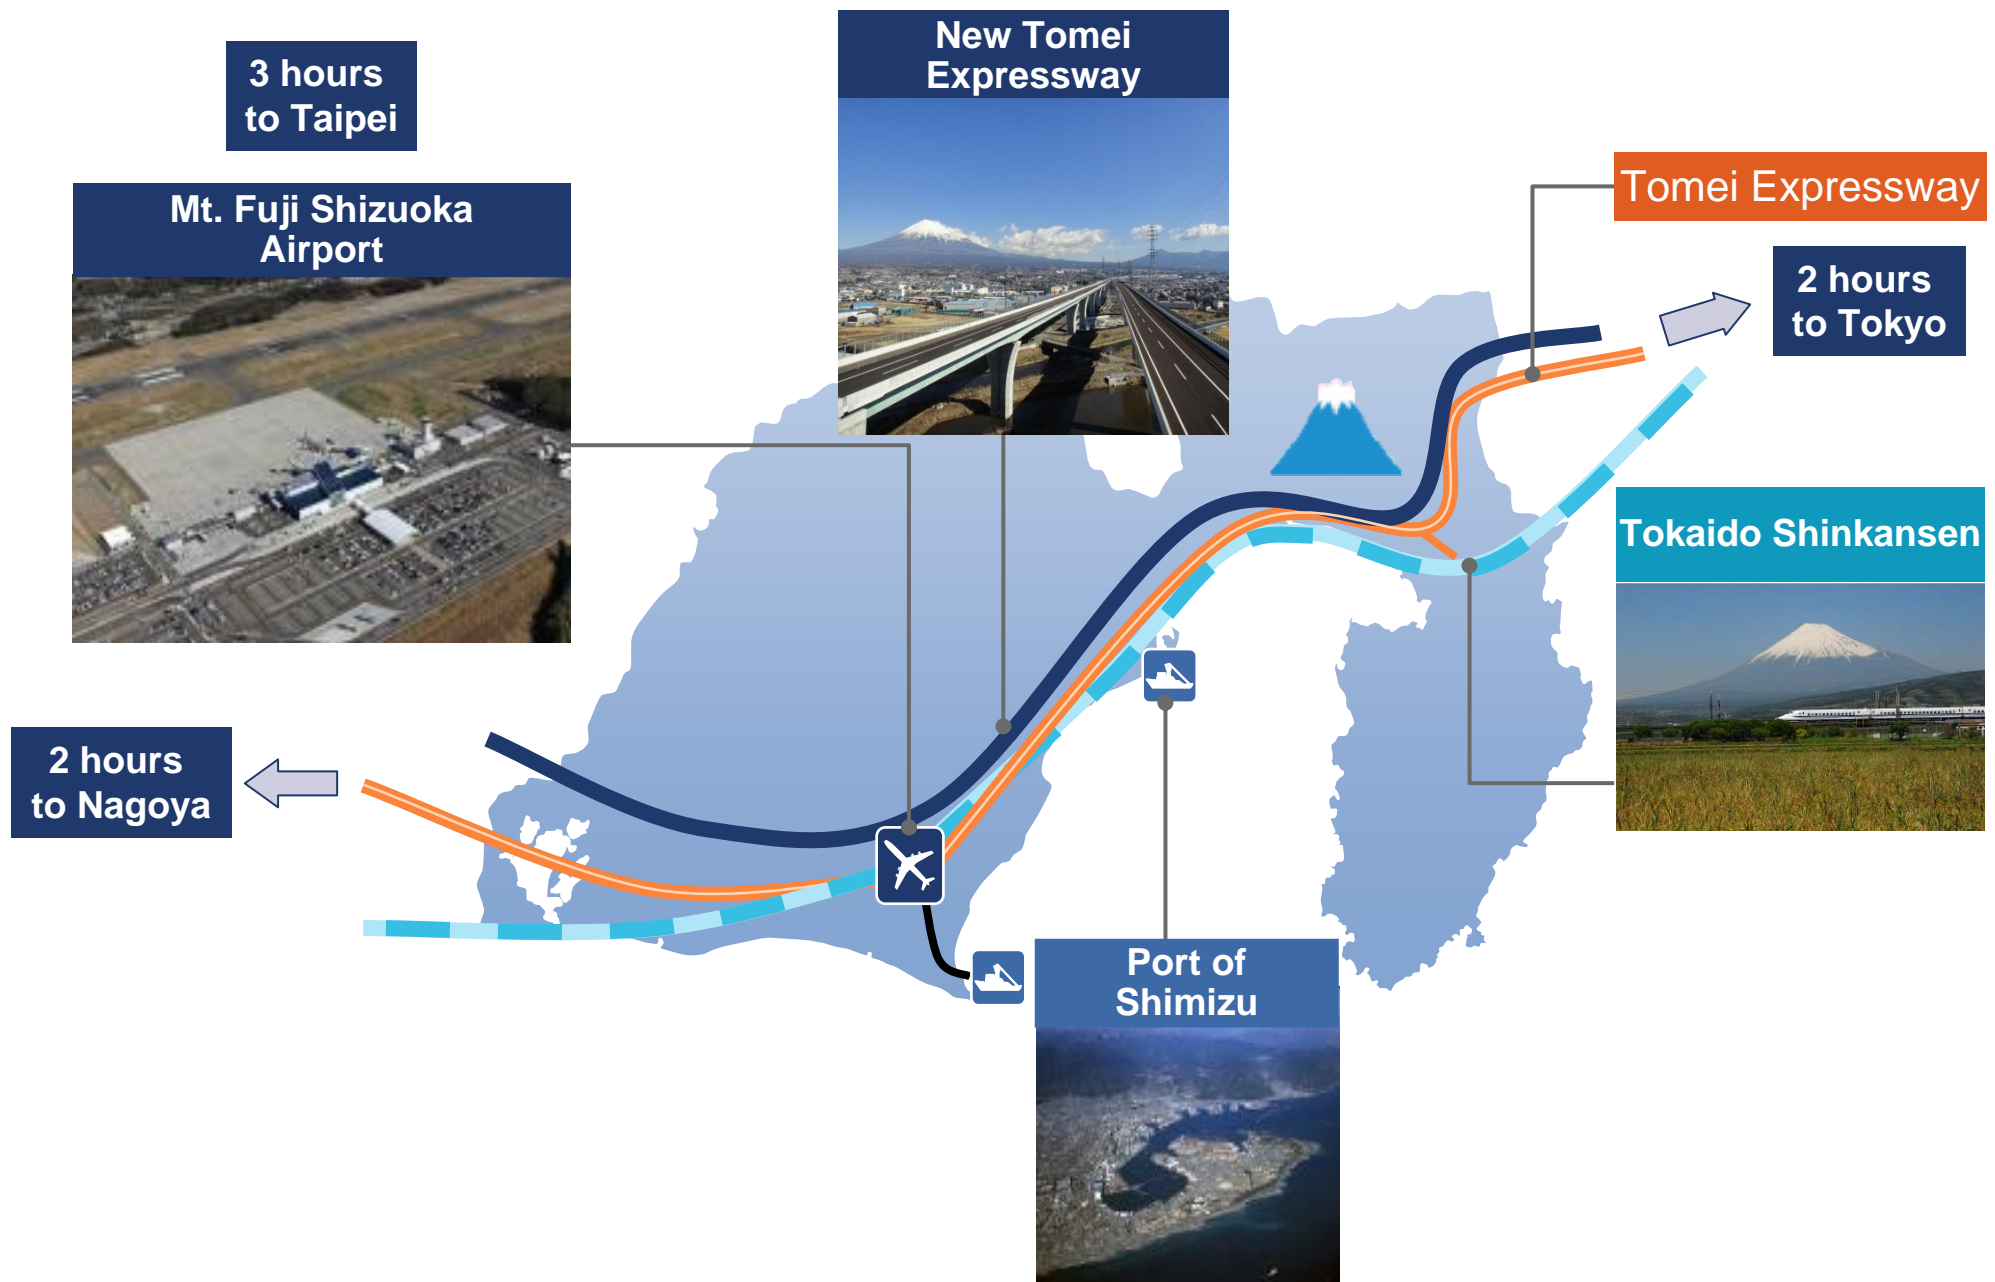 New Tomei
Expressway
3 hours
to Taipei
Mt. Fuji Shizuoka
Airport
Tomei Expressway
2 hours
to Tokyo
Tokaido Shinkansen
2 hours
to Nagoya
Port of
Shimizu